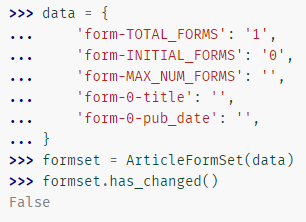 >>> data = {
...     'form-TOTAL_FORMS': '1',
...     'form-INITIAL_FORMS': '0',
...     'form-MAX_NUM_FORMS': '',
...     'form-0-title': '',
...     'form-0-pub_date': '',
... }
>>> formset = ArticleFormSet(data)
>>> formset.has_changed()
False